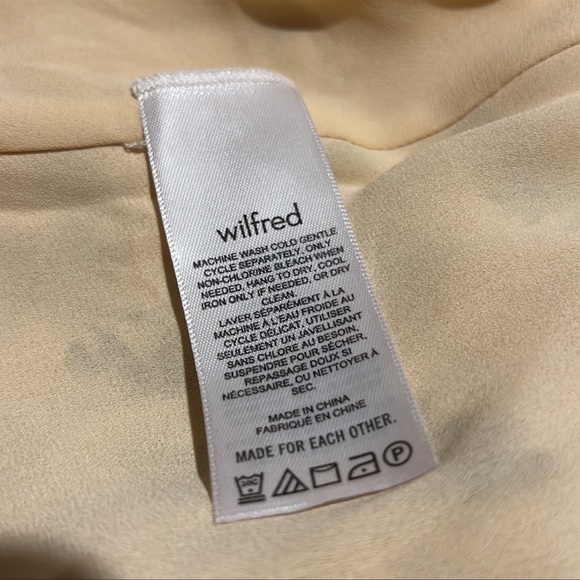 wilfred
MACHINE WASH COLD GENTLE
CYCLE SEPARATELY. ONLY
NON-CHLORINE BLEACH WHEN
NEEDED. HANG TO DRY. COOL
IRON ONLY IF NEEDED, OR DRY
CLEAN.
LAVER SÉPARÉMENT À LA
MACHINE À L'EAU FROIDE AU
CYCLE DÉLICAT. UTILISER
SEULEMENT UN JAVELLISANT
SANS CHLORE AU BESOIN.
SUSPENDRE POUR SÉCHER.
REPASSAGE DOUX SI
NÉCESSAIRE, OU NETTOYER À
SEC.
MADE IN CHINA
FABRIQUÉ EN CHINE
MADE FOR EACH OTHER.
30C P